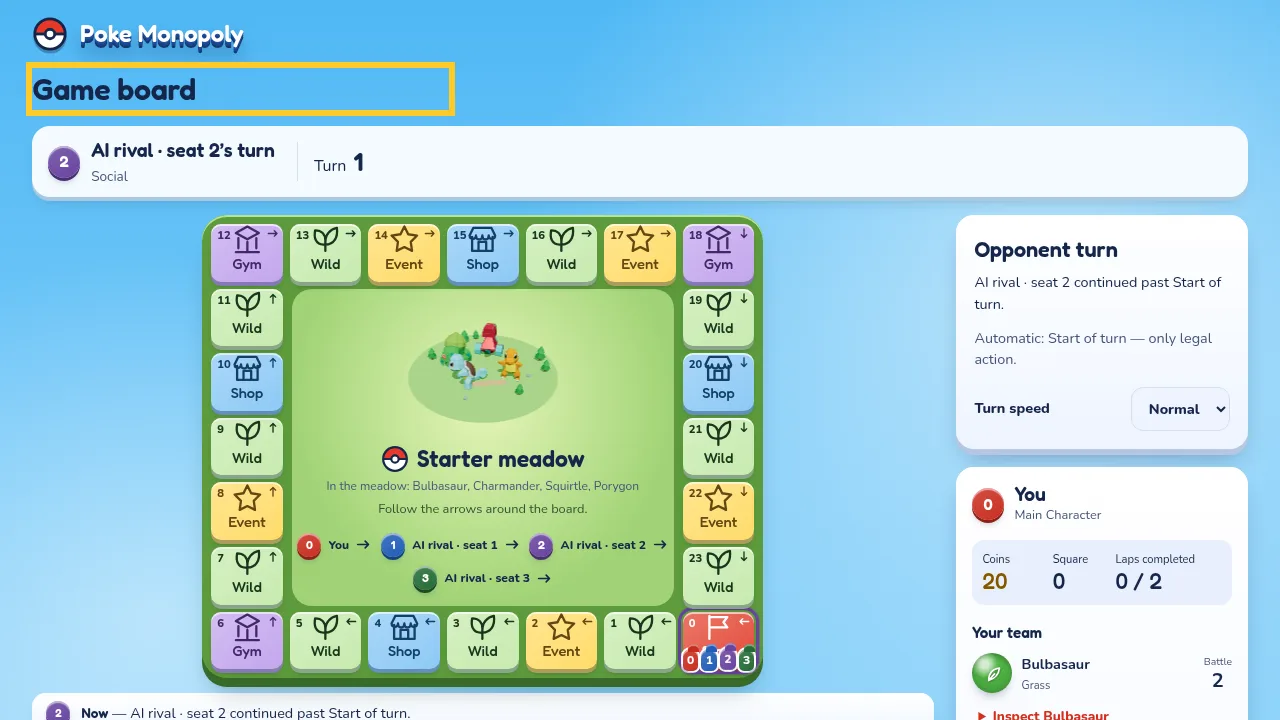 Poke Monopoly
Game board
2 AI rival · seat 2's turn
Social
Turn 1
12 → Gym
13 → Wild
14 → Event
15 → Shop
16 → Wild
17 → Event
18 ↓ Gym
11 ↑ Wild
10 ↑ Shop
9 ↑ Wild
8 ↑ Event
7 ↑ Wild
19 ↓ Wild
20 ↓ Shop
21 ↓ Wild
22 ↓ Event
23 ↓ Wild
Starter meadow
In the meadow: Bulbasaur, Charmander, Squirtle, Porygon
Follow the arrows around the board.
0 You → 1 AI rival · seat 1 → 2 AI rival · seat 2 →
3 AI rival · seat 3 →
6 ↑ Gym
5 ← Wild
4 ← Shop
3 ← Wild
2 ← Event
1 ← Wild
0 ←
0 1 2 3
2 Now — AI rival · seat 2 continued past Start of turn.
Opponent turn
AI rival · seat 2 continued past Start of
turn.
Automatic: Start of turn — only legal
action.
Turn speed Normal
0 You
Main Character
Coins Square Laps completed
20 0 0 / 2
Your team
Bulbasaur Battle
Grass 2
▶ Inspect Bulbasaur